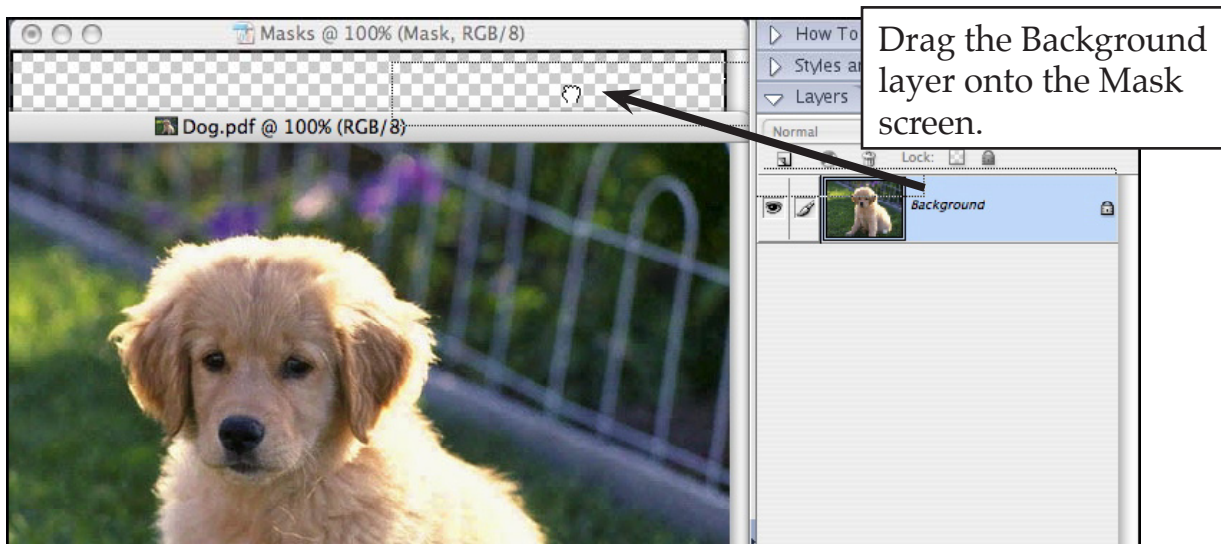 Masks @ 100% (Mask, RGB/8)
Dog.pdf @ 100% (RGB/8)
How To
Styles a
Layers
Normal
Lock:
Background
Drag the Background
layer onto the Mask
screen.